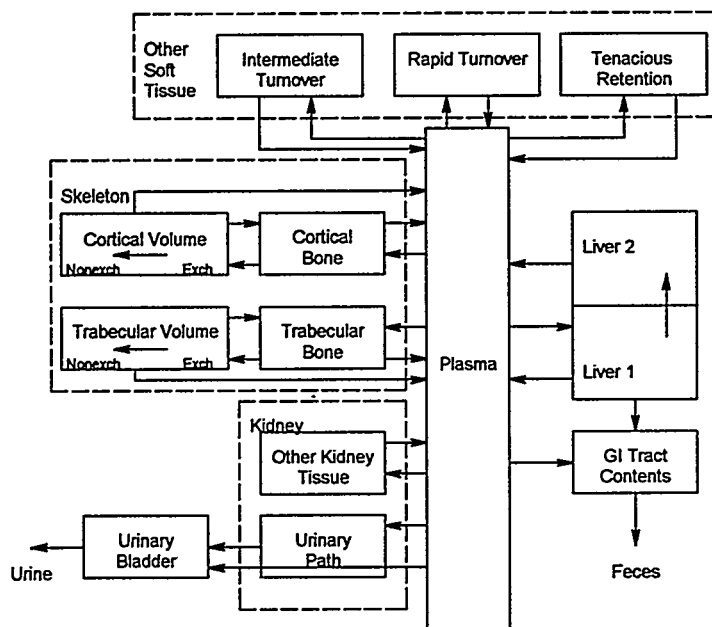 Other
Soft
Tissue
Intermediate
Turnover
Rapid Turnover
Tenacious
Retention
Skeleton
Cortical Volume
Nonexch Exch
Cortical
Bone
Trabecular Volume
Nonexch Exch
Trabecular
Bone
Plasma
Liver 2
Liver 1
Kidney
Other Kidney
Tissue
GI Tract
Contents
Urinary
Bladder
Urinary
Path
Urine
Feces